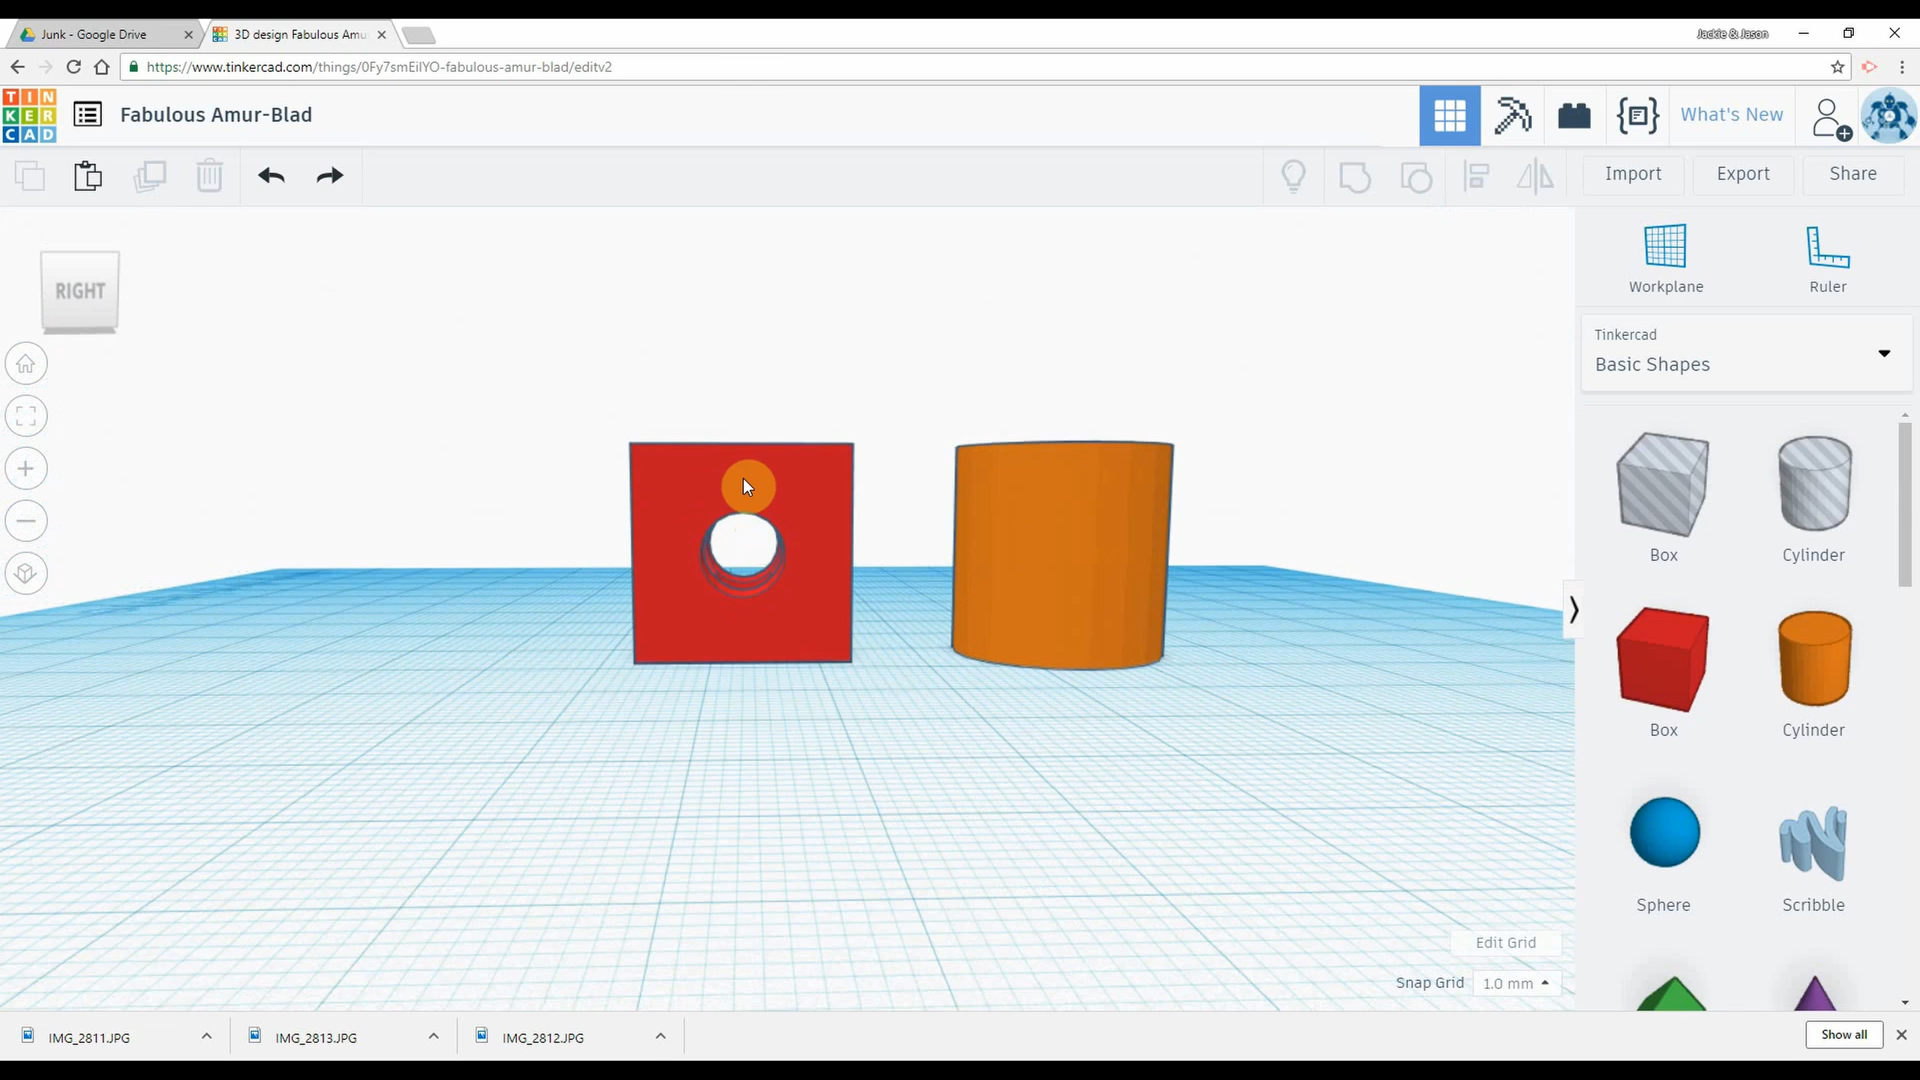 Junk - Google Drive
3D design Fabulous Amu
Jackie & Jason
https://www.tinkercad.com/things/0Fy7smEiIYO-fabulous-amur-blad/editv2
TIN
KER
CAD
Fabulous Amur-Blad
What's New
Import
Export
Share
RIGHT
Workplane
Ruler
Tinkercad
Basic Shapes
Box
Cylinder
Box
Cylinder
Sphere
Scribble
Edit Grid
Snap Grid
1.0 mm
IMG_2811.JPG
IMG_2813.JPG
IMG_2812.JPG
Show all